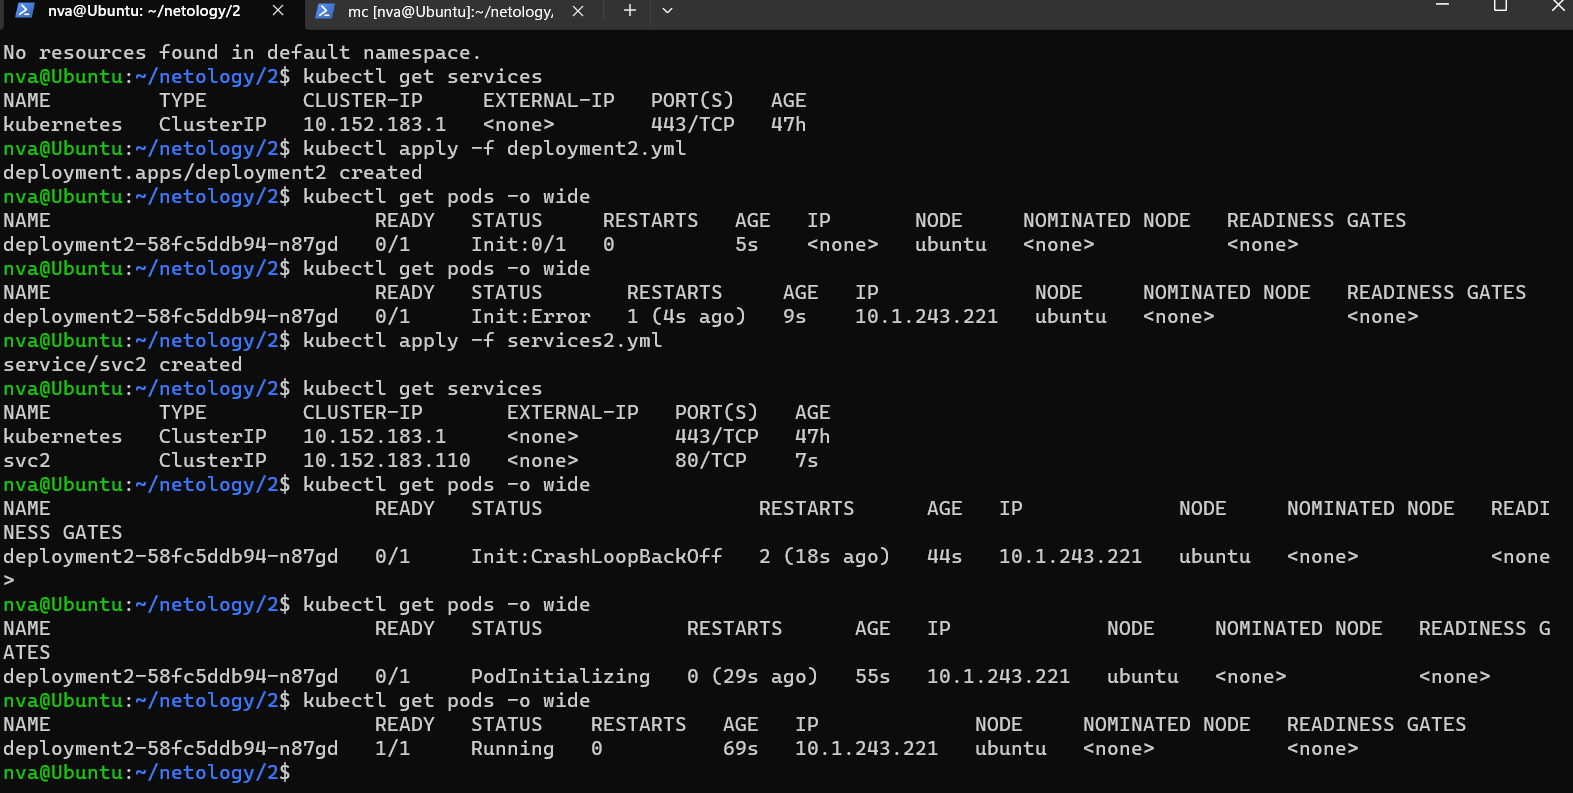 nva@Ubuntu: ~/netology/2
mc [nva@Ubuntu]:~/netology/
No resources found in default namespace.
nva@Ubuntu:~/netology/2$ kubectl get services
NAME         TYPE        CLUSTER-IP     EXTERNAL-IP   PORT(S)   AGE
kubernetes   ClusterIP   10.152.183.1   <none>        443/TCP   47h
nva@Ubuntu:~/netology/2$ kubectl apply -f deployment2.yml
deployment.apps/deployment2 created
nva@Ubuntu:~/netology/2$ kubectl get pods -o wide
NAME                           READY   STATUS     RESTARTS   AGE   IP       NODE     NOMINATED NODE   READINESS GATES
deployment2-58fc5ddb94-n87gd   0/1     Init:0/1   0          5s    <none>   ubuntu   <none>           <none>
nva@Ubuntu:~/netology/2$ kubectl get pods -o wide
NAME                           READY   STATUS       RESTARTS     AGE   IP             NODE     NOMINATED NODE   READINESS GATES
deployment2-58fc5ddb94-n87gd   0/1     Init:Error   1 (4s ago)   9s    10.1.243.221   ubuntu   <none>           <none>
nva@Ubuntu:~/netology/2$ kubectl apply -f services2.yml
service/svc2 created
nva@Ubuntu:~/netology/2$ kubectl get services
NAME         TYPE        CLUSTER-IP       EXTERNAL-IP   PORT(S)   AGE
kubernetes   ClusterIP   10.152.183.1     <none>        443/TCP   47h
svc2         ClusterIP   10.152.183.110   <none>        80/TCP    7s
nva@Ubuntu:~/netology/2$ kubectl get pods -o wide
NAME                           READY   STATUS                  RESTARTS      AGE   IP             NODE     NOMINATED NODE   READI
NESS GATES
deployment2-58fc5ddb94-n87gd   0/1     Init:CrashLoopBackOff   2 (18s ago)   44s   10.1.243.221   ubuntu   <none>           <none
>
nva@Ubuntu:~/netology/2$ kubectl get pods -o wide
NAME                           READY   STATUS            RESTARTS      AGE   IP             NODE     NOMINATED NODE   READINESS G
ATES
deployment2-58fc5ddb94-n87gd   0/1     PodInitializing   0 (29s ago)   55s   10.1.243.221   ubuntu   <none>           <none>
nva@Ubuntu:~/netology/2$ kubectl get pods -o wide
NAME                           READY   STATUS    RESTARTS   AGE   IP             NODE     NOMINATED NODE   READINESS GATES
deployment2-58fc5ddb94-n87gd   1/1     Running   0          69s   10.1.243.221   ubuntu   <none>           <none>
nva@Ubuntu:~/netology/2$